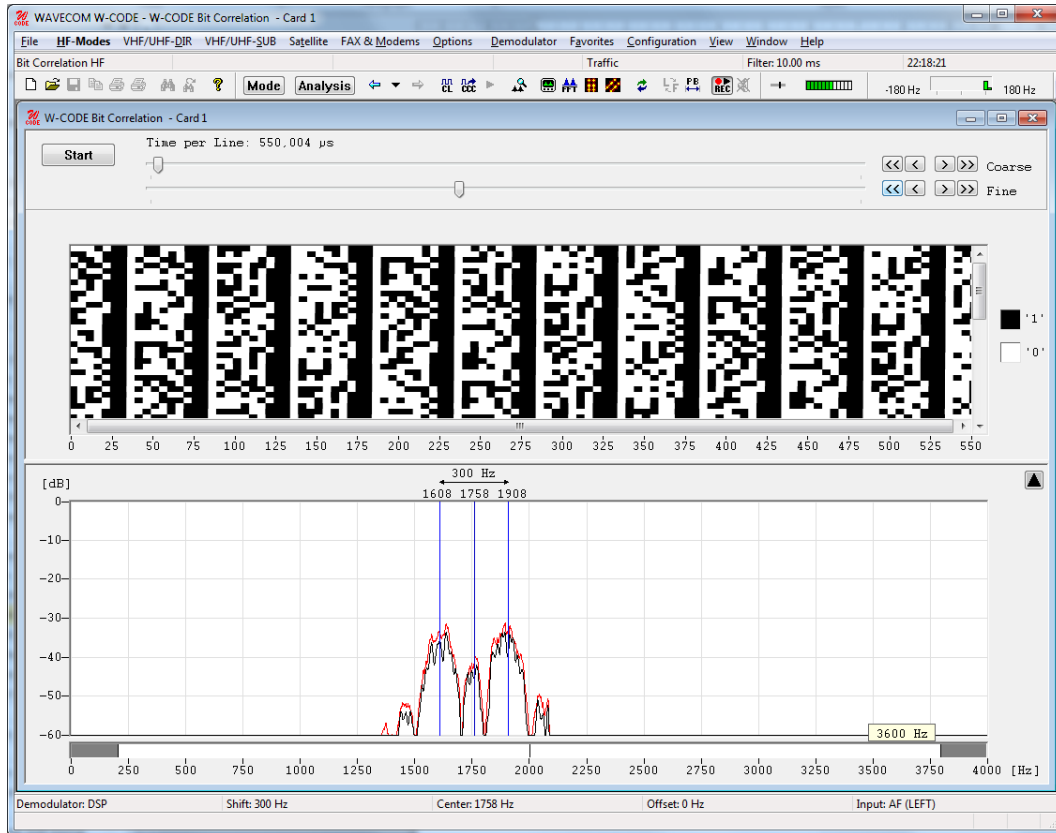 WAVECOM W-CODE - W-CODE Bit Correlation - Card 1
File HF-Modes VHF/UHF-DIR VHF/UHF-SUB Satellite FAX & Modems Options Demodulator Favorites Configuration View Window Help
Bit Correlation HF Traffic Filter: 10.00 ms 22:18:21
Mode Analysis CL CCC PB REC -180 Hz 180 Hz
W-CODE Bit Correlation - Card 1
Time per Line: 550,004 µs
Start
<< < > >> Coarse
<< < > >> Fine
'1'
'0'
0 25 50 75 100 125 150 175 200 225 250 275 300 325 350 375 400 425 450 475 500 525 550
300 Hz
[dB]
1608 1758 1908
0
-10
-20
-30
-40
-50
-60
3600 Hz
0 250 500 750 1000 1250 1500 1750 2000 2250 2500 2750 3000 3250 3500 3750 4000 [Hz]
Demodulator: DSP Shift: 300 Hz Center: 1758 Hz Offset: 0 Hz Input: AF (LEFT)